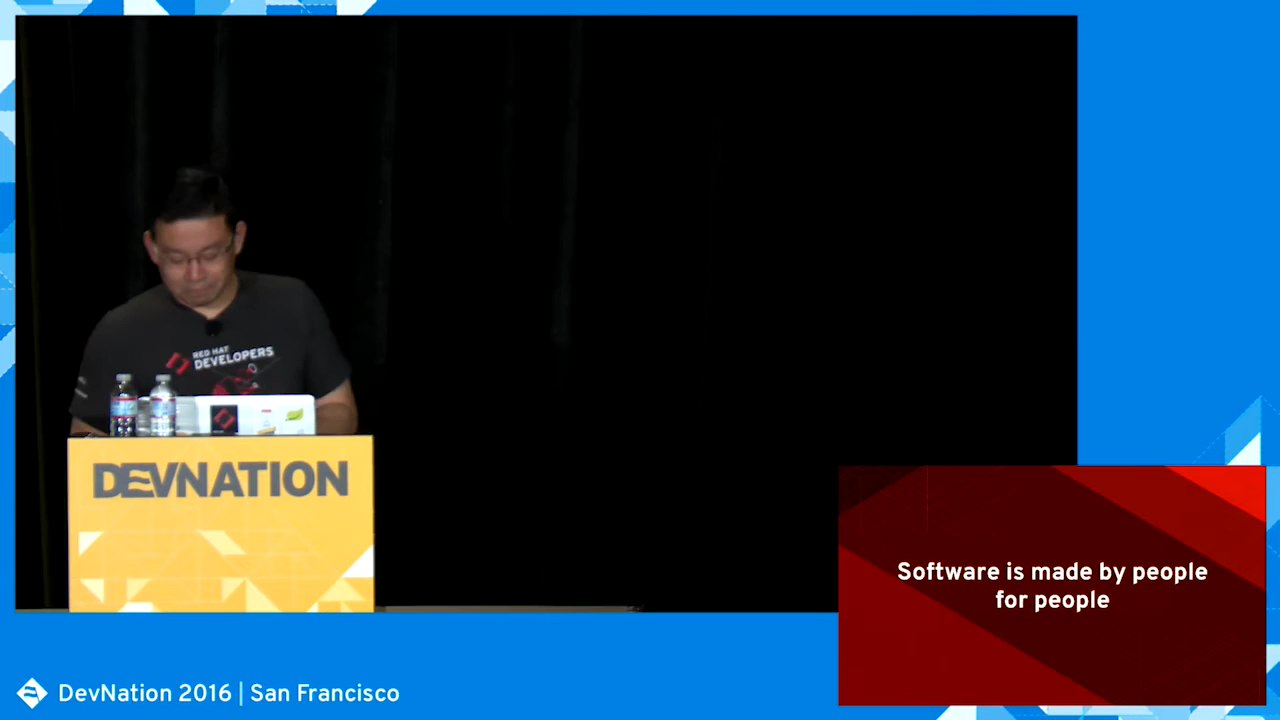 RED HAT
DEVELOPERS
DEVNATION
Software is made by people
for people
DevNation 2016 | San Francisco